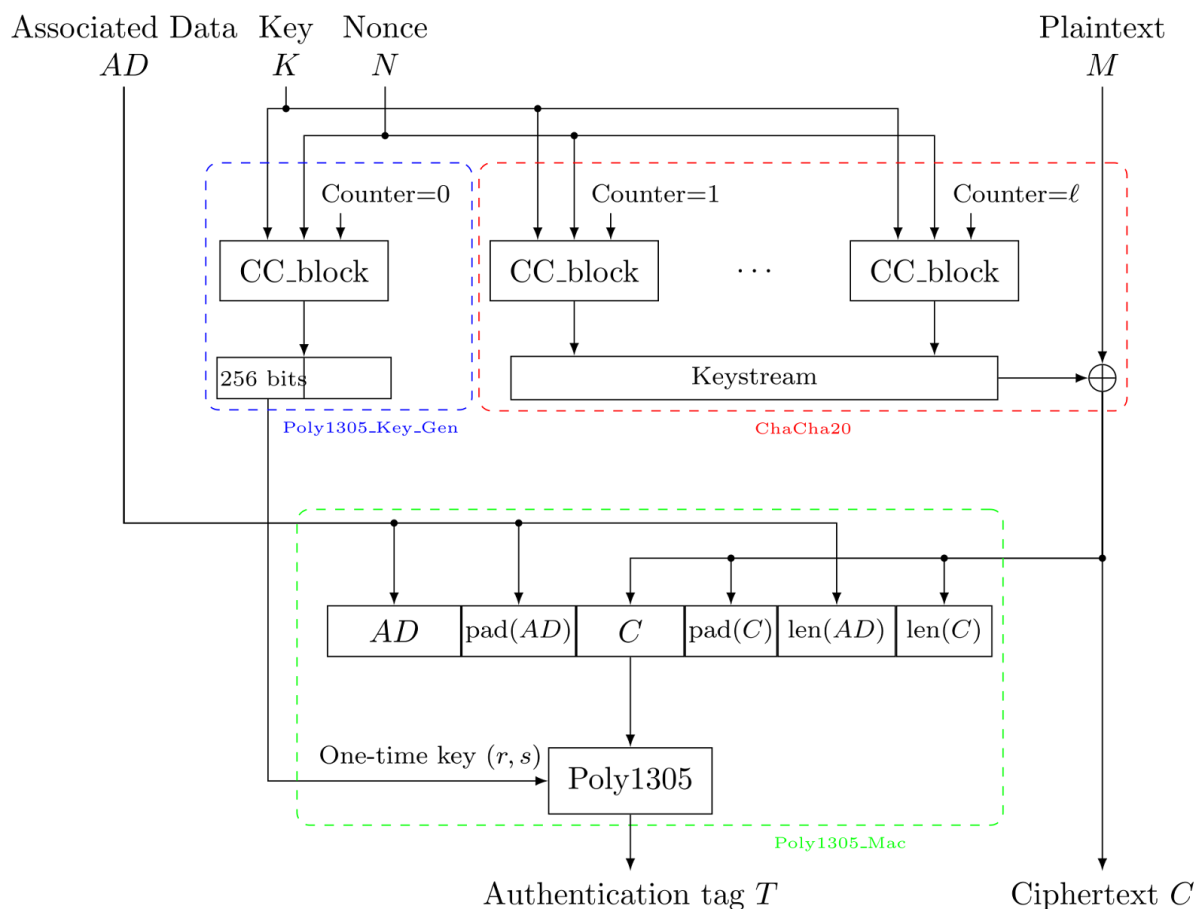 Associated Data Key Nonce Plaintext
AD K N M
Counter=0 Counter=1 Counter=ℓ
CC_block CC_block ··· CC_block
256 bits Keystream
Poly1305_Key_Gen ChaCha20
AD pad(AD) C pad(C) len(AD) len(C)
One-time key (r, s)
Poly1305
Poly1305_Mac
Authentication tag T Ciphertext C